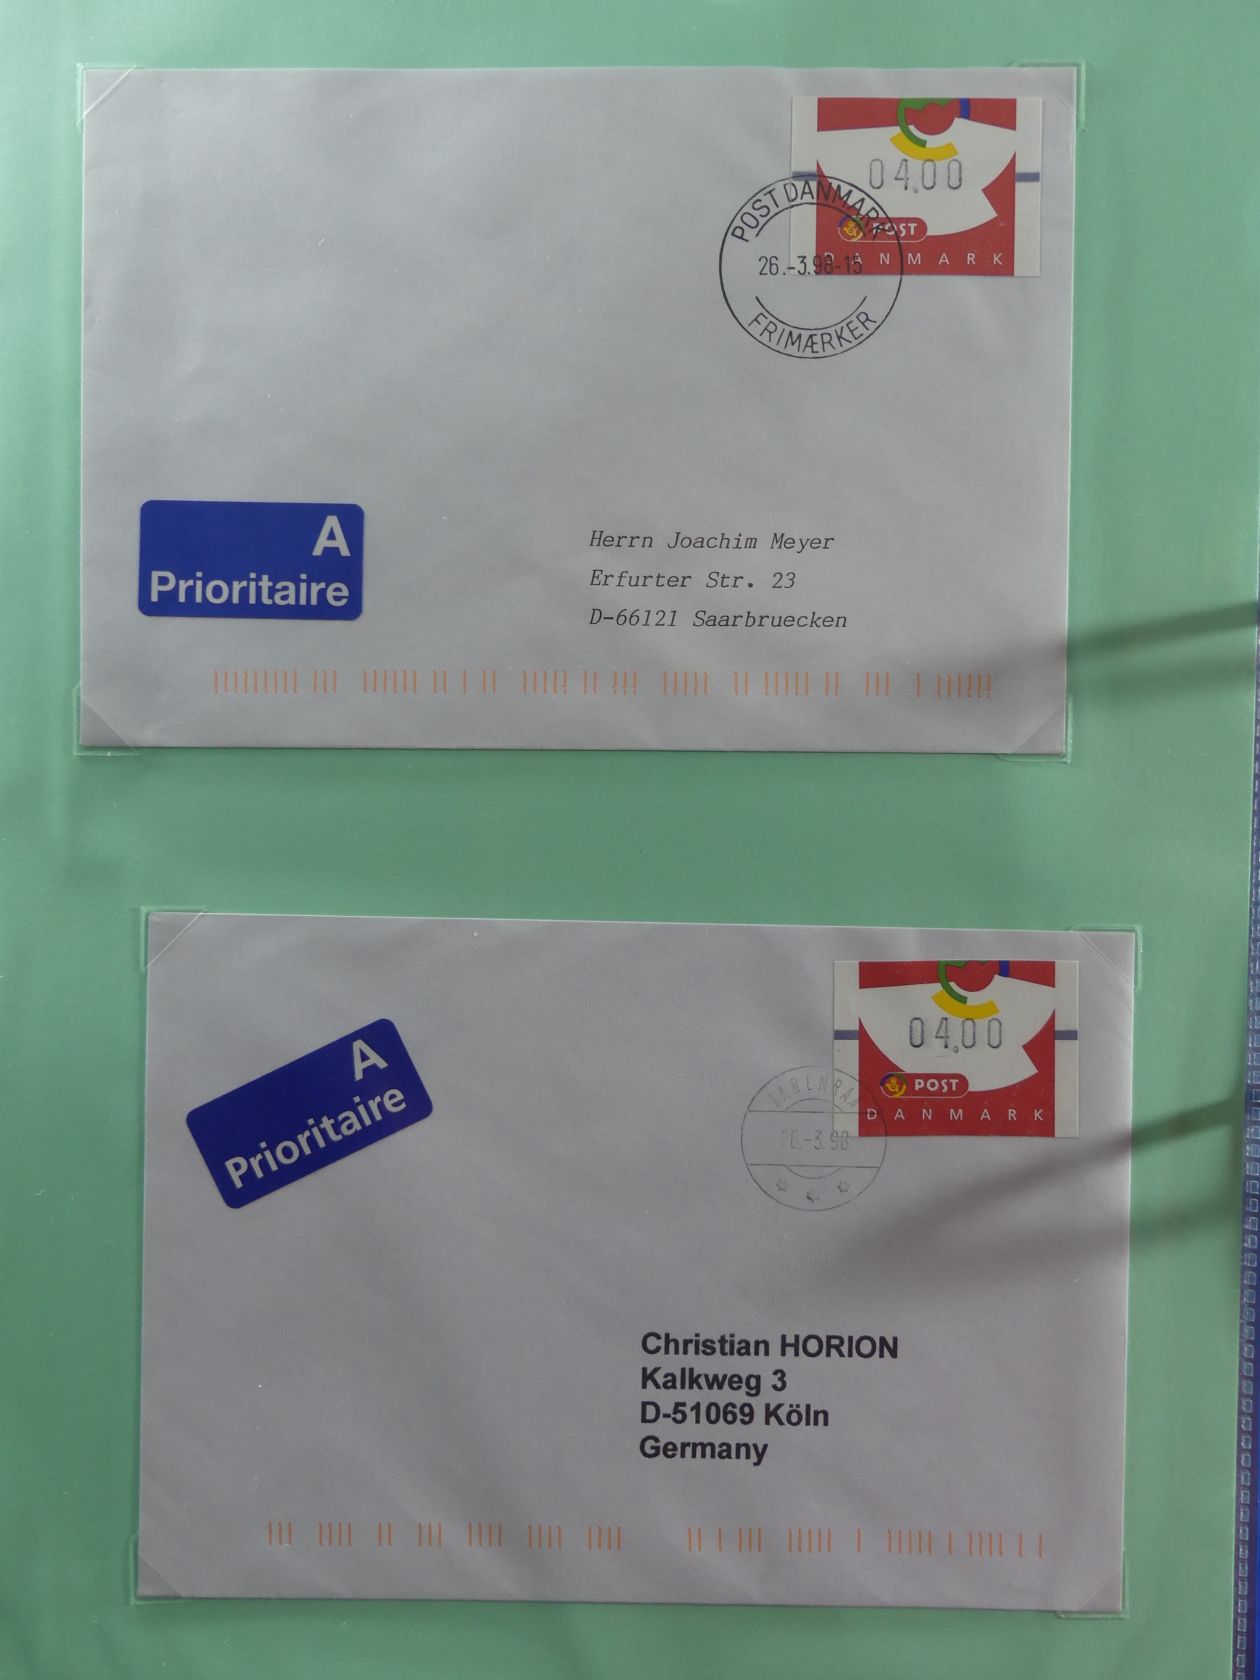 04.00
POST DANMARK
POST
26.-3.98-15
DANMARK
FRIMÆRKER
A
Prioritaire
Herrn Joachim Meyer
Erfurter Str. 23
D-66121 Saarbruecken
04.00
A
Prioritaire
POST
AABENRAA
DANMARK
26.-3.98
Christian HORION
Kalkweg 3
D-51069 Köln
Germany